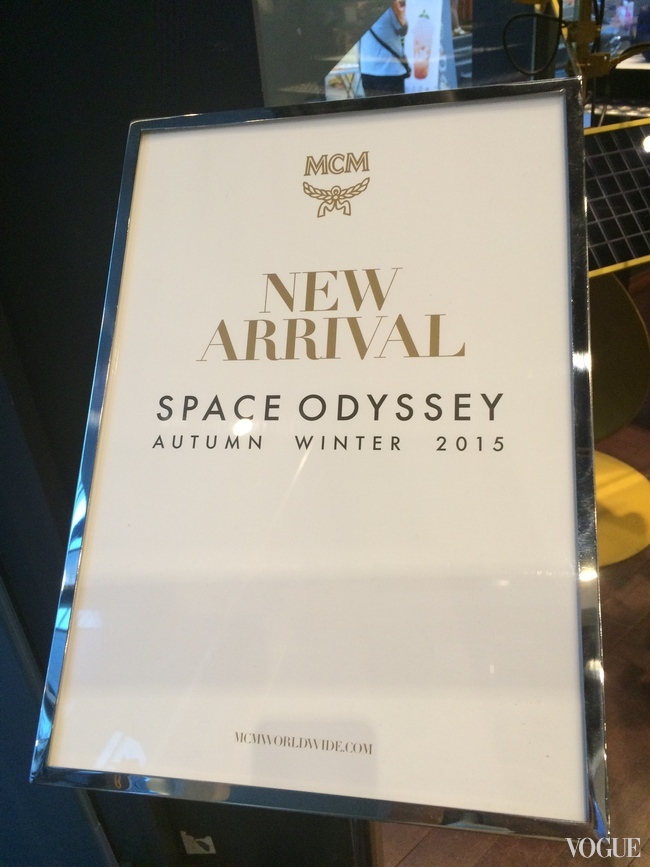 MCM
NEW
ARRIVAL
SPACE ODYSSEY
AUTUMN WINTER 2015
MCMWORLDWIDE.COM
VOGUE